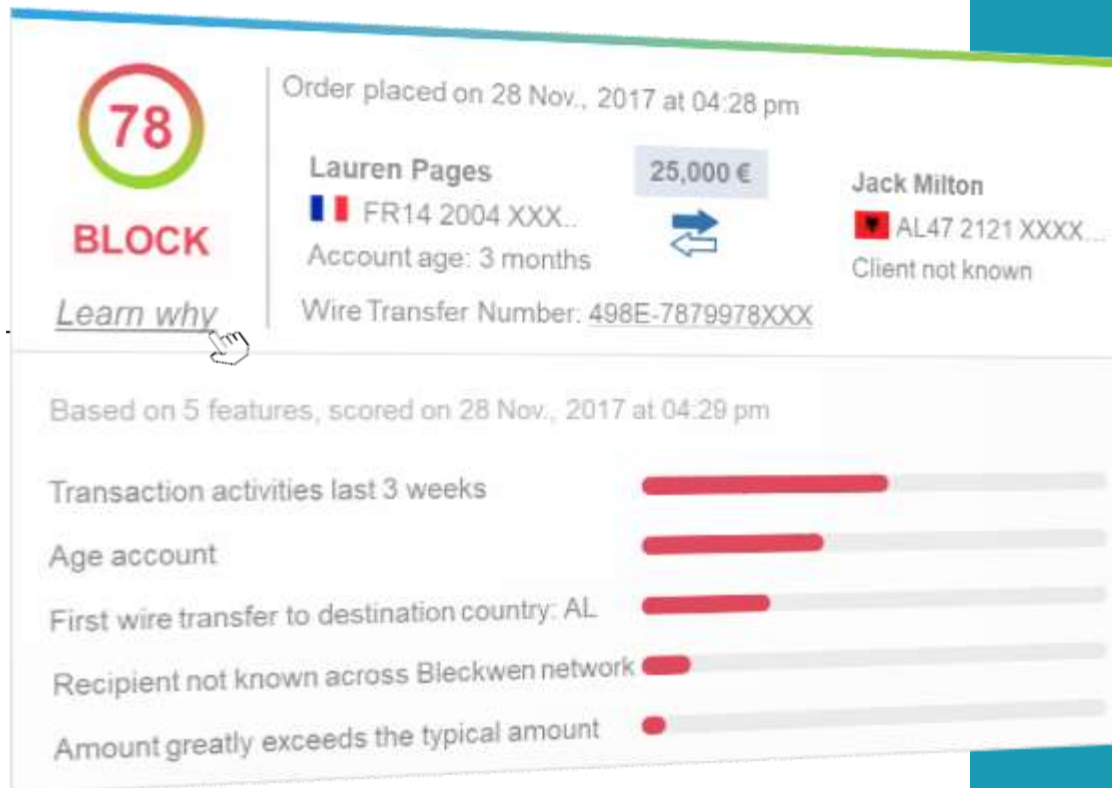 78
BLOCK
Learn why
Order placed on 28 Nov., 2017 at 04:28 pm
Lauren Pages
FR14 2004 XXX..
Account age: 3 months
25,000 €
Jack Milton
AL47 2121 XXXX...
Client not known
Wire Transfer Number: 498E-7879978XXX
Based on 5 features, scored on 28 Nov., 2017 at 04:29 pm
Transaction activities last 3 weeks
Age account
First wire transfer to destination country: AL
Recipient not known across Bleckwen network
Amount greatly exceeds the typical amount